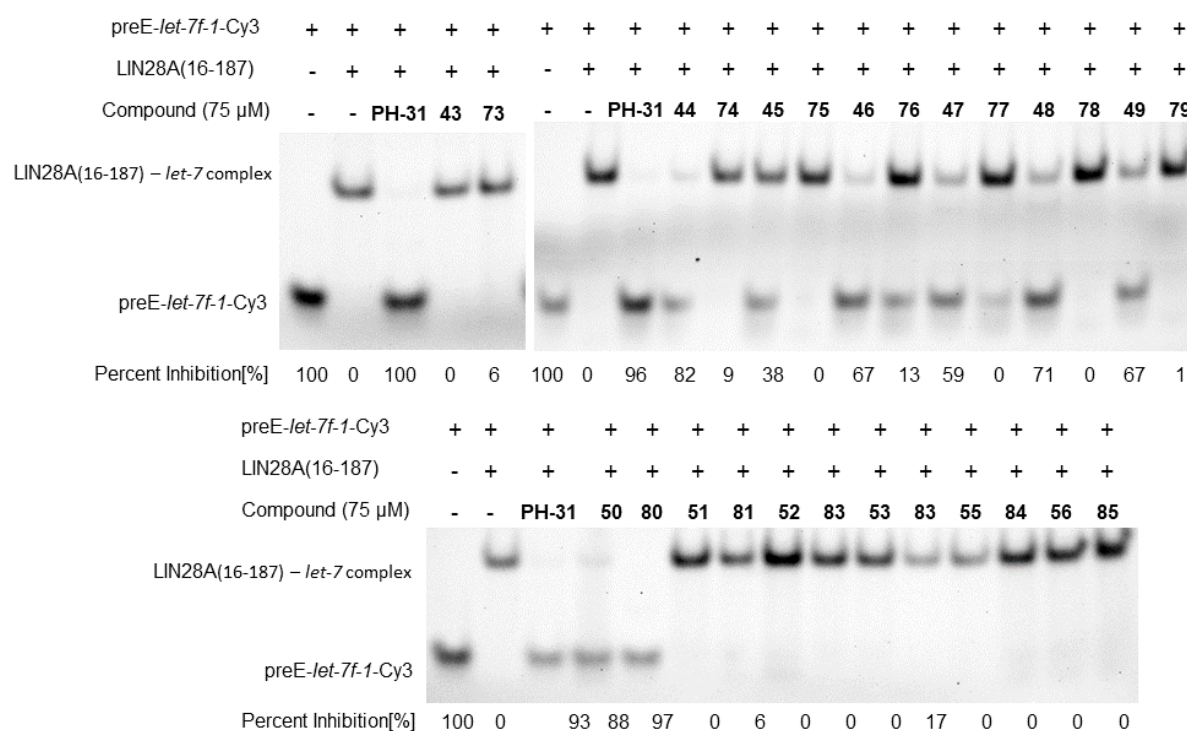 preE-let-7f-1-Cy3 + + + + + + + + + + + + + + + + + + + +
LIN28A(16-187) - + + + + - + + + + + + + + + + + + + +
Compound (75 µM) - - PH-31 43 73 - - PH-31 44 74 45 75 46 76 47 77 48 78 49 79
LIN28A(16-187) – let-7 complex
preE-let-7f-1-Cy3
Percent Inhibition[%] 100 0 100 0 6 100 0 96 82 9 38 0 67 13 59 0 71 0 67 1
preE-let-7f-1-Cy3 + + + + + + + + + + + + + + +
LIN28A(16-187) - + + + + + + + + + + + + + +
Compound (75 µM) - - PH-31 50 80 51 81 52 83 53 83 55 84 56 85
LIN28A(16-187) – let-7 complex
preE-let-7f-1-Cy3
Percent Inhibition[%] 100 0 93 88 97 0 6 0 0 0 17 0 0 0 0